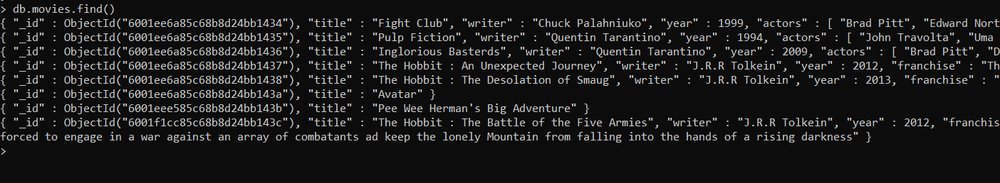 > db.movies.find()
{ "_id" : ObjectId("6001ee6a85c68b8d24bb1434"), "title" : "Fight Club", "writer" : "Chuck Palahniuko", "year" : 1999, "actors" : [ "Brad Pitt", "Edward Nort
{ "_id" : ObjectId("6001ee6a85c68b8d24bb1435"), "title" : "Pulp Fiction", "writer" : "Quentin Tarantino", "year" : 1994, "actors" : [ "John Travolta", "Uma
{ "_id" : ObjectId("6001ee6a85c68b8d24bb1436"), "title" : "Inglorious Basterds", "writer" : "Quentin Tarantino", "year" : 2009, "actors" : [ "Brad Pitt", "D
{ "_id" : ObjectId("6001ee6a85c68b8d24bb1437"), "title" : "The Hobbit : An Unexpected Journey", "writer" : "J.R.R Tolkein", "year" : 2012, "franchise" : "Th
{ "_id" : ObjectId("6001ee6a85c68b8d24bb1438"), "title" : "The Hobbit : The Desolation of Smaug", "writer" : "J.R.R Tolkein", "year" : 2013, "franchise" : "
{ "_id" : ObjectId("6001ee6a85c68b8d24bb143a"), "title" : "Avatar" }
{ "_id" : ObjectId("6001eee585c68b8d24bb143b"), "title" : "Pee Wee Herman's Big Adventure" }
{ "_id" : ObjectId("6001f1cc85c68b8d24bb143c"), "title" : "The Hobbit : The Battle of the Five Armies", "writer" : "J.R.R Tolkein", "year" : 2012, "franchis
forced to engage in a war against an array of combatants ad keep the lonely Mountain from falling into the hands of a rising darkness" }
>